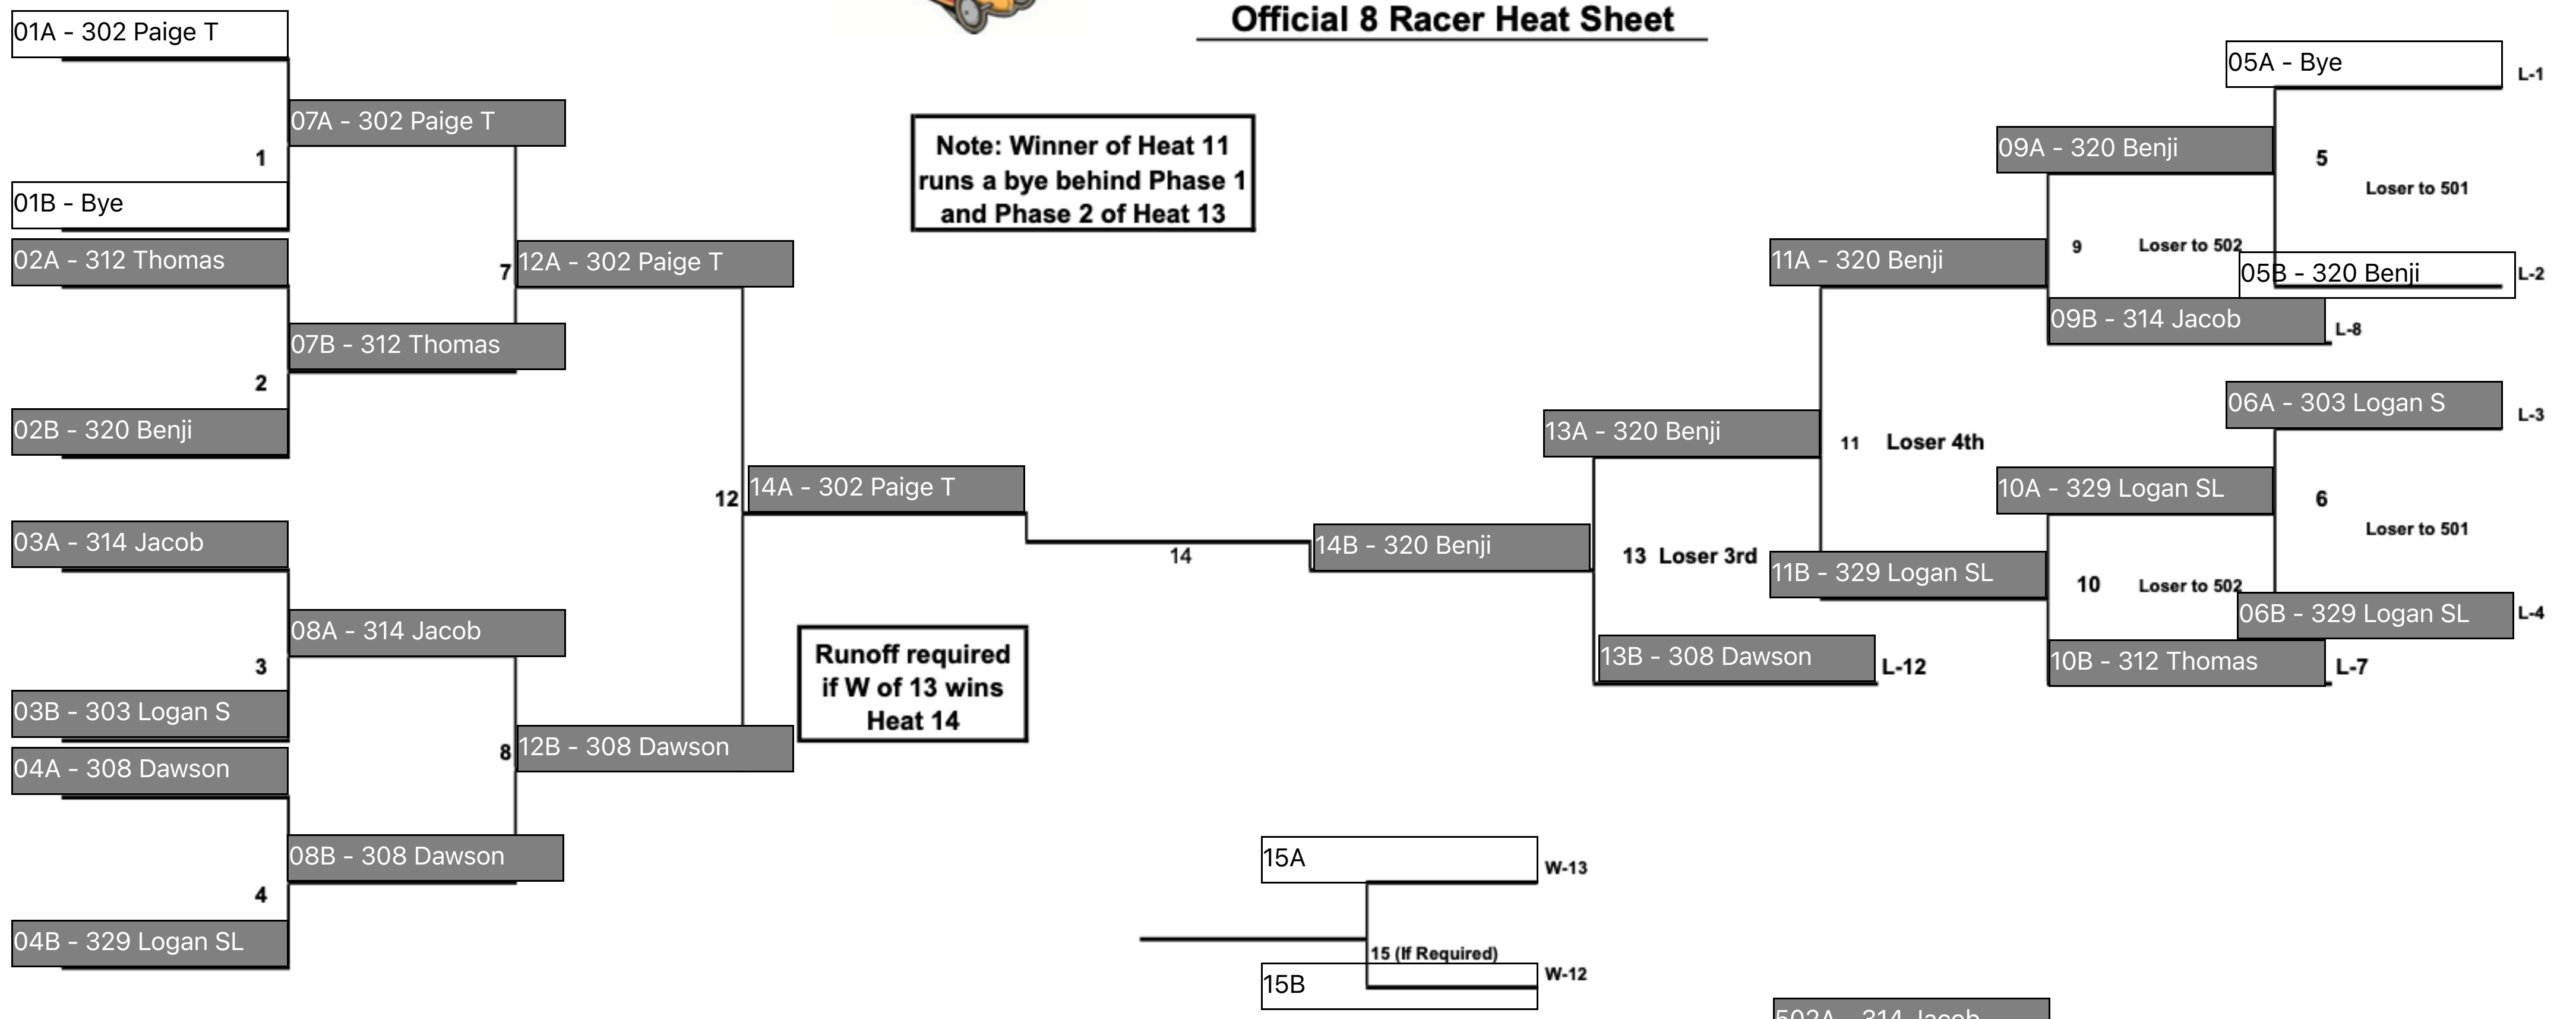 Official 8 Racer Heat Sheet
01A - 302 Paige T
1
01B - Bye
02A - 312 Thomas
2
02B - 320 Benji
03A - 314 Jacob
3
03B - 303 Logan S
04A - 308 Dawson
4
04B - 329 Logan SL
07A - 302 Paige T
7
07B - 312 Thomas
08A - 314 Jacob
8
08B - 308 Dawson
12A - 302 Paige T
12
12B - 308 Dawson
14A - 302 Paige T
14
14B - 320 Benji
Note: Winner of Heat 11
runs a bye behind Phase 1
and Phase 2 of Heat 13
Runoff required
if W of 13 wins
Heat 14
13A - 320 Benji
13 Loser 3rd
13B - 308 Dawson
L-12
11A - 320 Benji
11 Loser 4th
11B - 329 Logan SL
09A - 320 Benji
9 Loser to 502
09B - 314 Jacob
L-8
10A - 329 Logan SL
10 Loser to 502
10B - 312 Thomas
L-7
05A - Bye
L-1
5
Loser to 501
05B - 320 Benji
L-2
06A - 303 Logan S
L-3
6
Loser to 501
06B - 329 Logan SL
L-4
15A
W-13
15 (If Required)
15B
W-12
502A - 314 Jacob